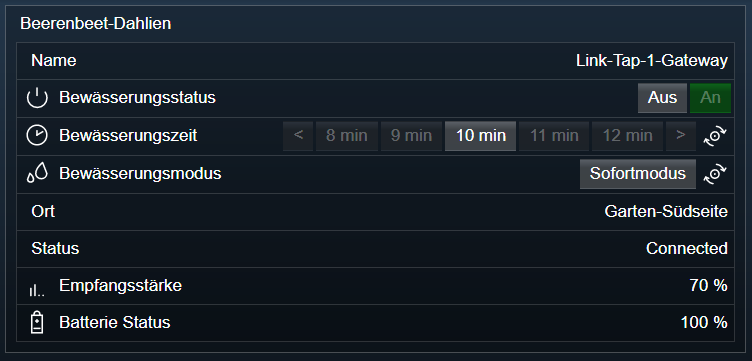 Beerenbeet-Dahlien
Name Link-Tap-1-Gateway
Bewässerungsstatus Aus An
Bewässerungszeit < 8 min 9 min 10 min 11 min 12 min >
Bewässerungsmodus Sofortmodus
Ort Garten-Südseite
Status Connected
Empfangsstärke 70 %
Batterie Status 100 %